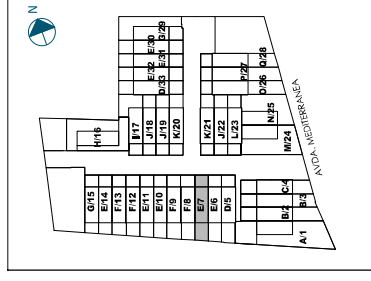 N
G/29
E/30
E/31
E/32
D/33
Q/28
P/27
O/26
H/16
I/17
J/18
J/19
K/20
K/21
J/22
L/23
N/25
M/24
AVDA. MEDITERRANEA
G/15
E/14
F/13
F/12
E/11
E/10
F/9
F/8
E/7
E/6
D/5
C/4
B/3
B/2
A/1